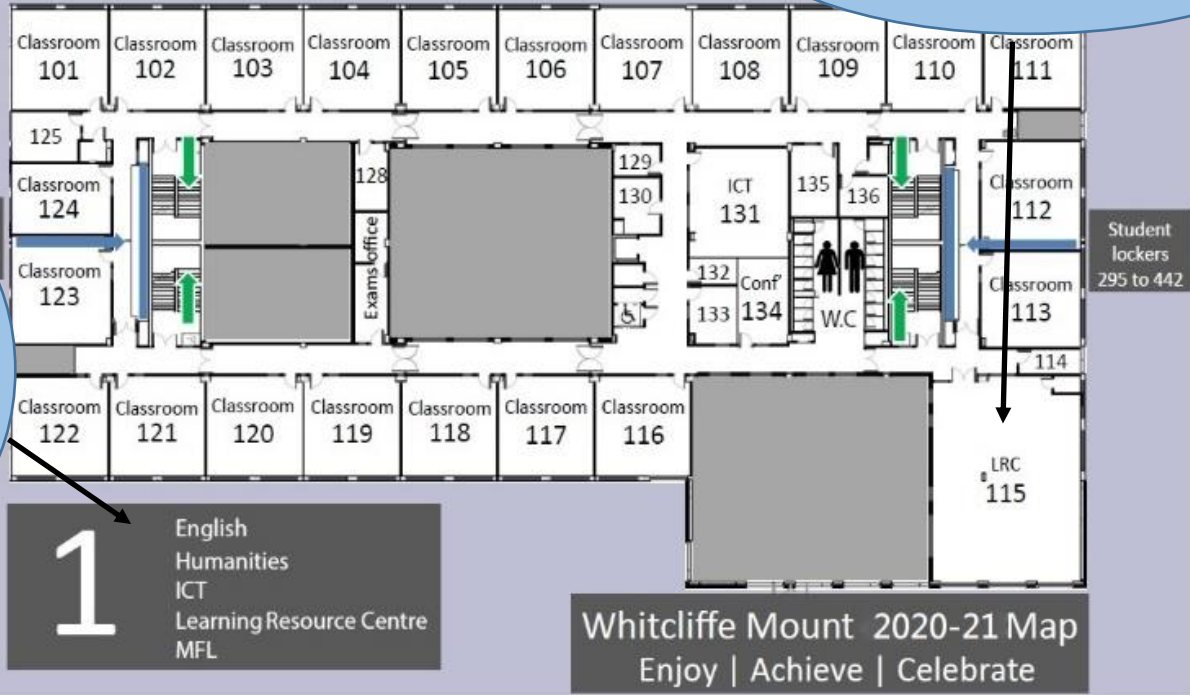 Classroom
101
Classroom
102
Classroom
103
Classroom
104
Classroom
105
Classroom
106
Classroom
107
Classroom
108
Classroom
109
Classroom
110
Classroom
111
125
128
129
130
ICT
131
135
136
Classroom
124
Classroom
112
Student
lockers
295 to 442
Classroom
123
Exams office
132
133
Conf'
134
W.C
Classroom
113
114
Classroom
122
Classroom
121
Classroom
120
Classroom
119
Classroom
118
Classroom
117
Classroom
116
LRC
115
1
English
Humanities
ICT
Learning Resource Centre
MFL
Whitcliffe Mount 2020-21 Map
Enjoy | Achieve | Celebrate